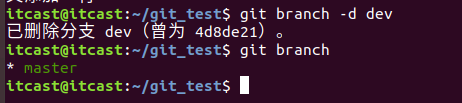 itcast@itcast:~/git_test$ git branch -d dev
已删除分支 dev（曾为 4d8de21）。
itcast@itcast:~/git_test$ git branch
* master
itcast@itcast:~/git_test$